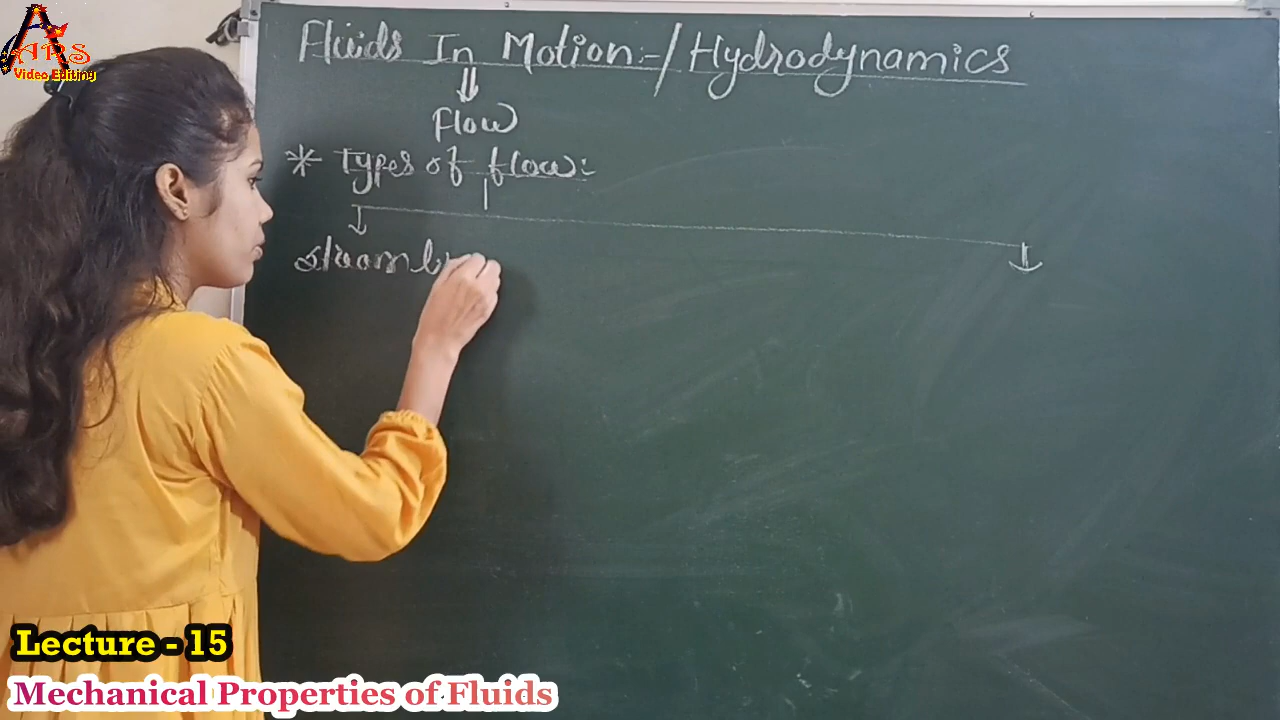 ARS
Video Editing
Fluids In Motion:-/Hydrodynamics
Flow
* Types of flow:
Lecture - 15
Mechanical Properties of Fluids